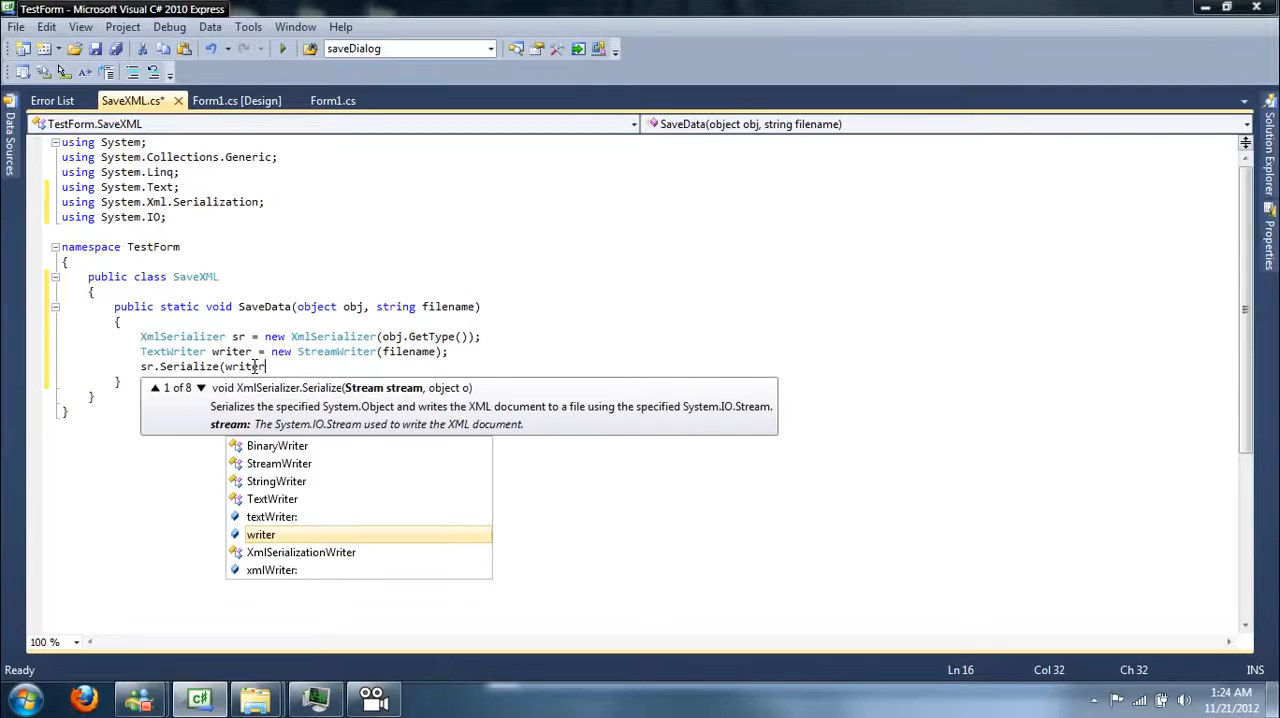 TestForm - Microsoft Visual C# 2010 Express
File Edit View Project Debug Data Tools Window Help
saveDialog
Error List SaveXML.cs* Form1.cs [Design] Form1.cs
TestForm.SaveXML SaveData(object obj, string filename)
Data Sources
Solution Explorer
Properties
using System;
using System.Collections.Generic;
using System.Linq;
using System.Text;
using System.Xml.Serialization;
using System.IO;
namespace TestForm
{
public class SaveXML
{
public static void SaveData(object obj, string filename)
{
XmlSerializer sr = new XmlSerializer(obj.GetType());
TextWriter writer = new StreamWriter(filename);
sr.Serialize(writer
}
}
}
1 of 8 void XmlSerializer.Serialize(Stream stream, object o)
Serializes the specified System.Object and writes the XML document to a file using the specified System.IO.Stream.
stream: The System.IO.Stream used to write the XML document.
BinaryWriter
StreamWriter
StringWriter
TextWriter
textWriter:
writer
XmlSerializationWriter
xmlWriter:
100 %
Ready Ln 16 Col 32 Ch 32 INS
1:24 AM
11/21/2012